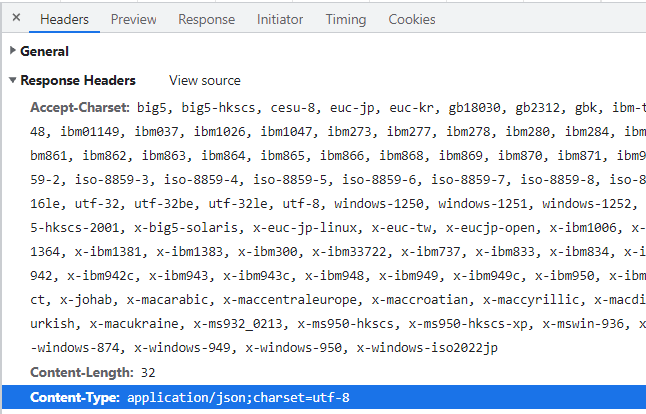 × Headers Preview Response Initiator Timing Cookies
General
Response Headers View source
Accept-Charset: big5, big5-hkscs, cesu-8, euc-jp, euc-kr, gb18030, gb2312, gbk, ibm-t
48, ibm01149, ibm037, ibm1026, ibm1047, ibm273, ibm277, ibm278, ibm280, ibm284, ibm
bm861, ibm862, ibm863, ibm864, ibm865, ibm866, ibm868, ibm869, ibm870, ibm871, ibm9
59-2, iso-8859-3, iso-8859-4, iso-8859-5, iso-8859-6, iso-8859-7, iso-8859-8, iso-8
16le, utf-32, utf-32be, utf-32le, utf-8, windows-1250, windows-1251, windows-1252,
5-hkscs-2001, x-big5-solaris, x-euc-jp-linux, x-euc-tw, x-eucjp-open, x-ibm1006, x-
1364, x-ibm1381, x-ibm1383, x-ibm300, x-ibm33722, x-ibm737, x-ibm833, x-ibm834, x-i
942, x-ibm942c, x-ibm943, x-ibm943c, x-ibm948, x-ibm949, x-ibm949c, x-ibm950, x-ibm
ct, x-johab, x-macarabic, x-maccentraleurope, x-maccroatian, x-maccyrillic, x-macdi
urkish, x-macukraine, x-ms932_0213, x-ms950-hkscs, x-ms950-hkscs-xp, x-mswin-936, x
-windows-874, x-windows-949, x-windows-950, x-windows-iso2022jp
Content-Length: 32
Content-Type: application/json;charset=utf-8